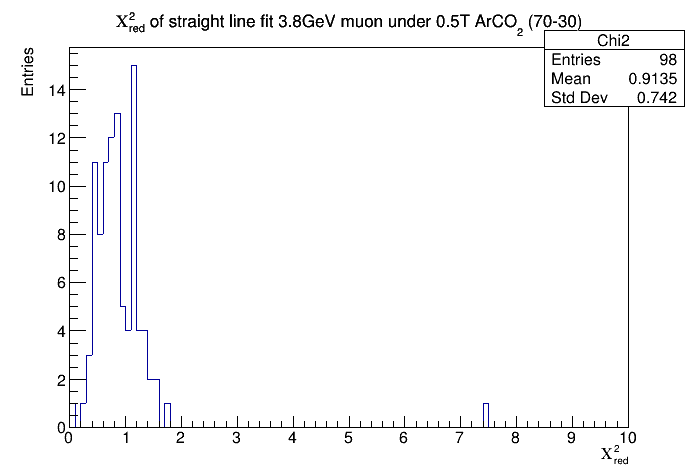 X²red of straight line fit 3.8GeV muon under 0.5T ArCO2 (70-30)
Chi2
Entries 98
Mean 0.9135
Std Dev 0.742
Entries
14
12
10
8
6
4
2
0
0 1 2 3 4 5 6 7 8 9 10
X²red